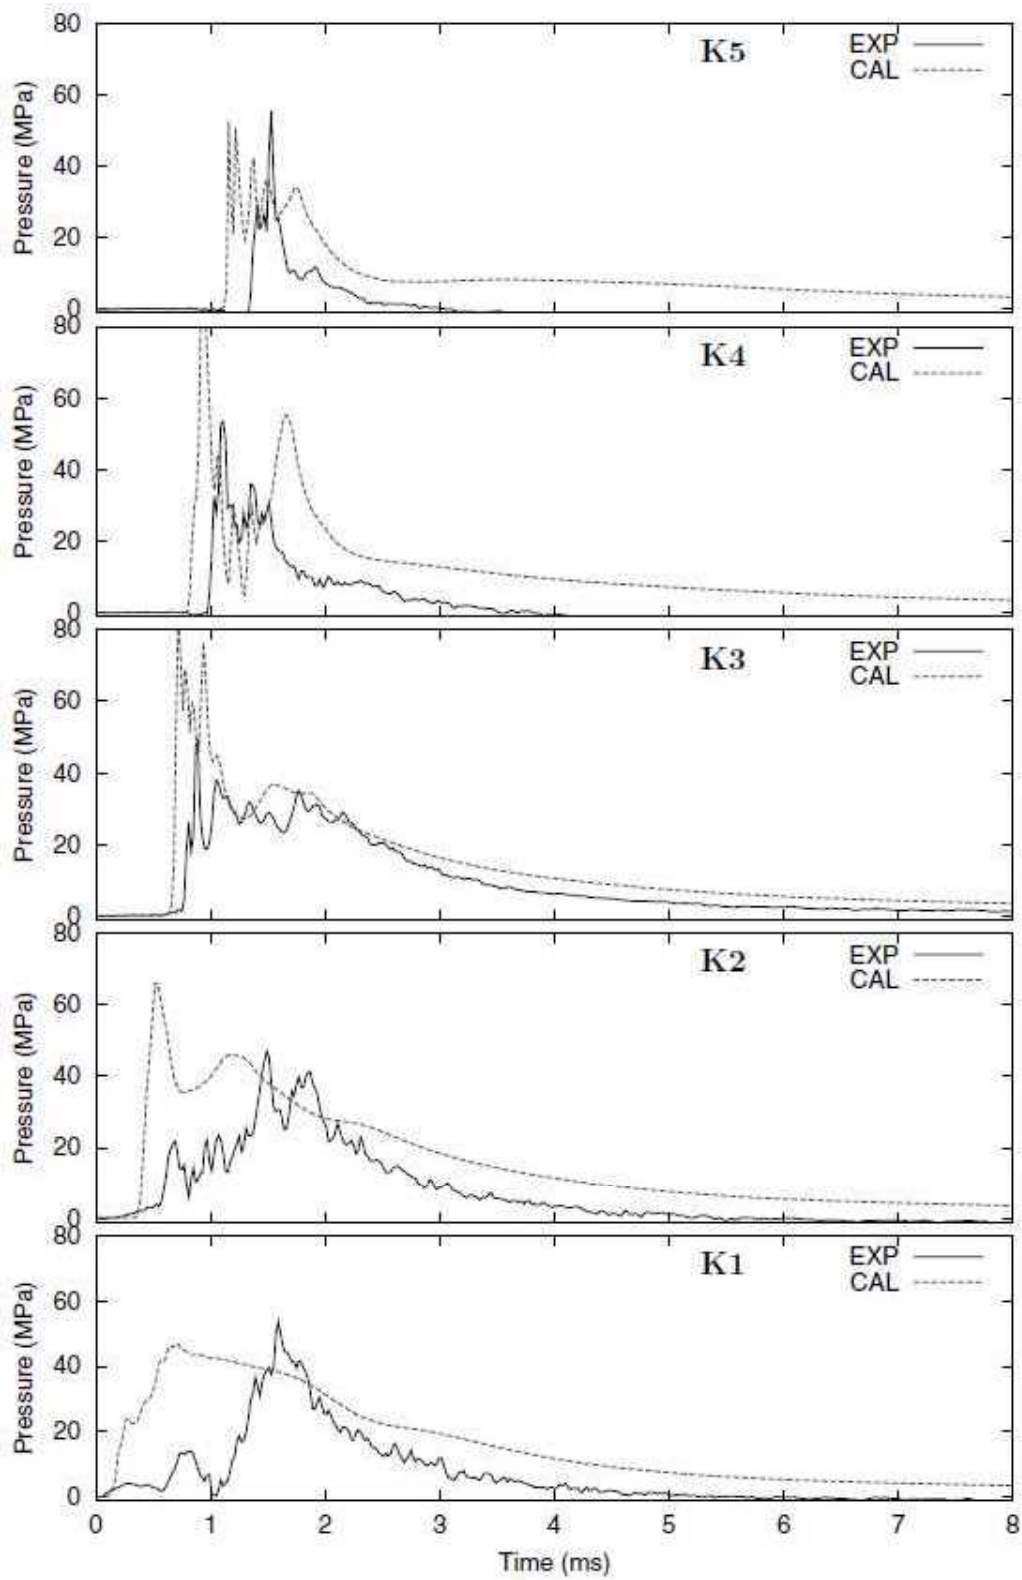 80
K5
EXP
CAL
60
40
20
0
Pressure (MPa)
80
K4
EXP
CAL
60
40
20
0
Pressure (MPa)
80
K3
EXP
CAL
60
40
20
0
Pressure (MPa)
80
K2
EXP
CAL
60
40
20
0
Pressure (MPa)
80
K1
EXP
CAL
60
40
20
0
Pressure (MPa)
0 1 2 3 4 5 6 7 8
Time (ms)